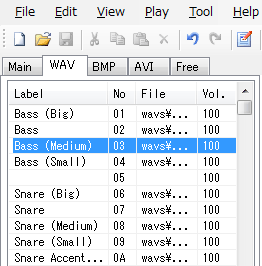 File Edit View Play Tool Help
Main WAV BMP AVI Free
Label No File Vol.
Bass (Big) 01 wavs¥... 100
Bass 02 wavs¥... 100
Bass (Medium) 03 wavs¥... 100
Bass (Small) 04 wavs¥... 100
05 100
Snare (Big) 06 wavs¥... 100
Snare 07 wavs¥... 100
Snare (Medium) 08 wavs¥... 100
Snare (Small) 09 wavs¥... 100
Snare Accent... 0A wavs¥... 100